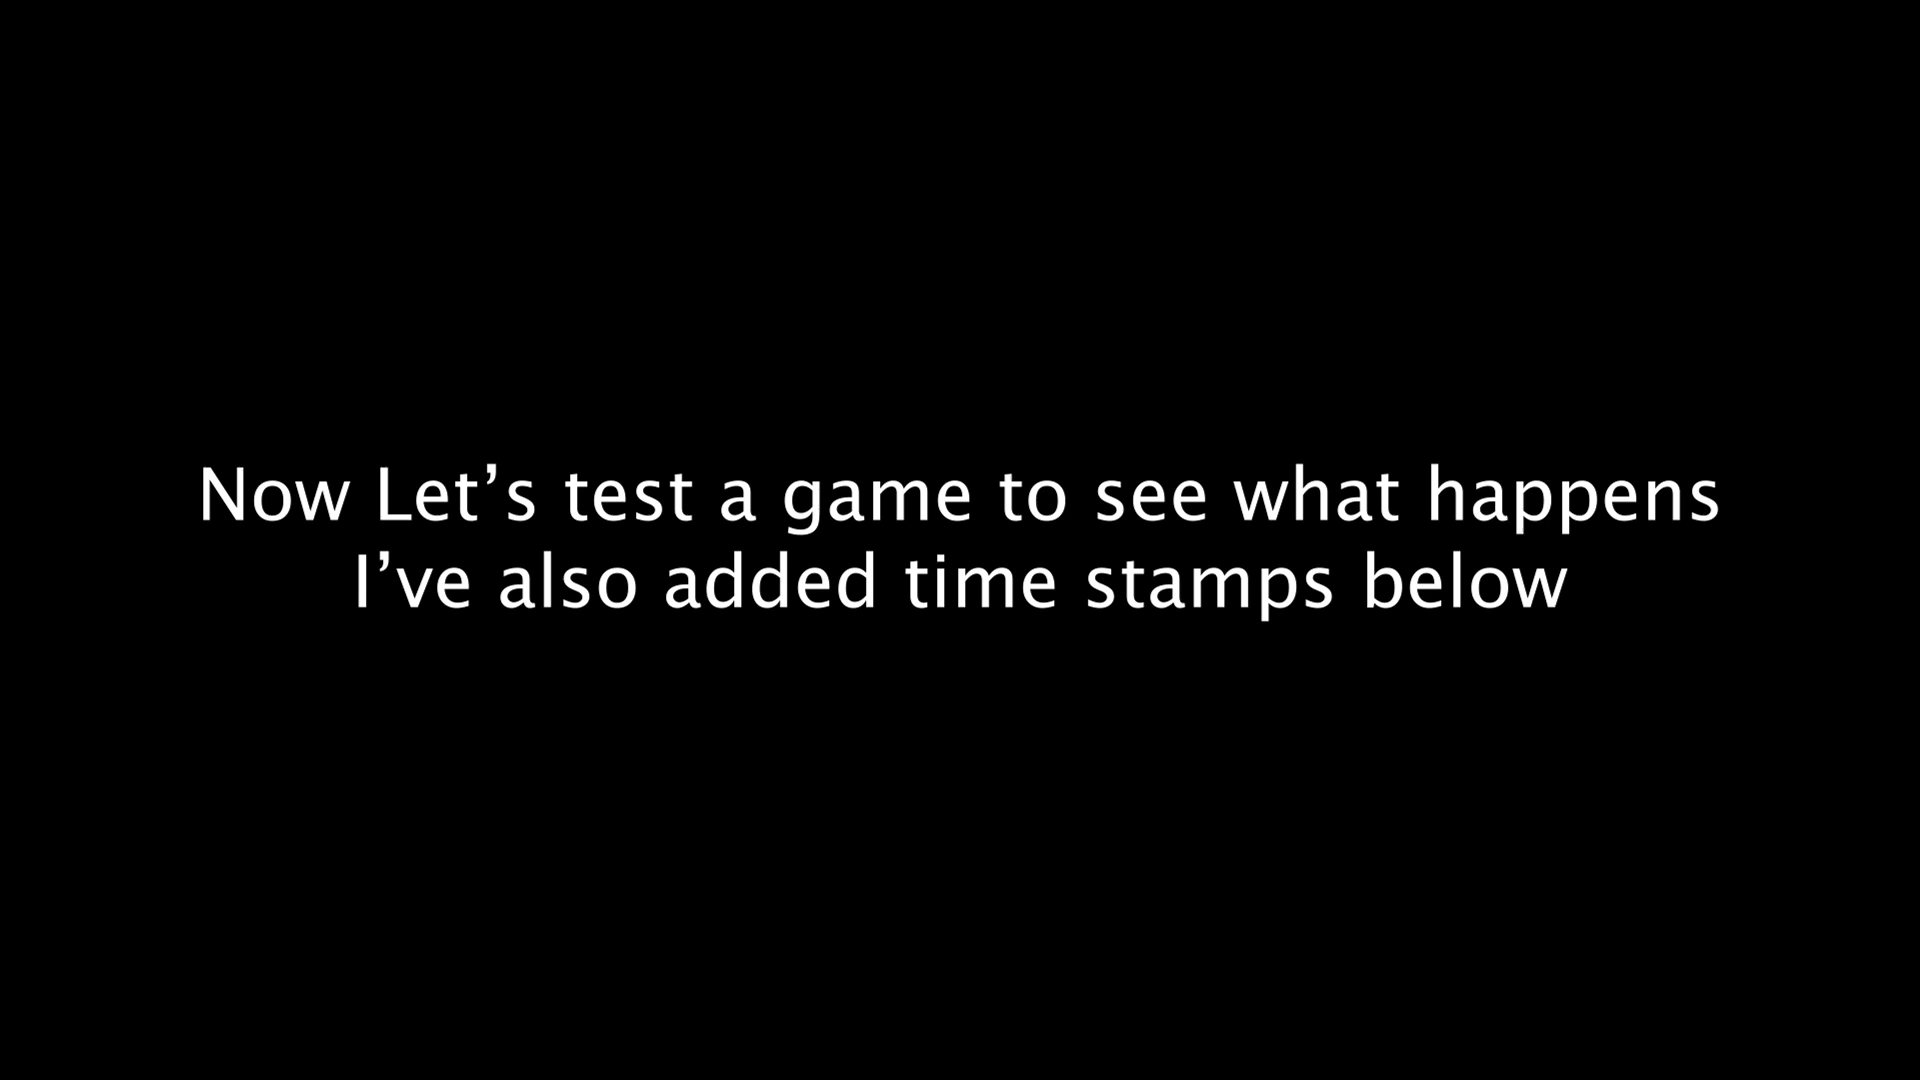 Now Let’s test a game to see what happens
I’ve also added time stamps below